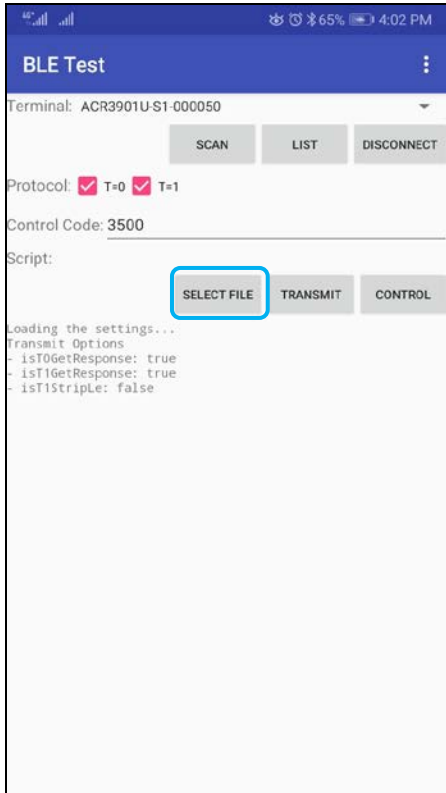 65% 4:02 PM
BLE Test
Terminal: ACR3901U-S1-000050
SCAN LIST DISCONNECT
Protocol: T=0 T=1
Control Code: 3500
Script:
SELECT FILE TRANSMIT CONTROL
Loading the settings...
Transmit Options
- isT0GetResponse: true
- isT1GetResponse: true
- isT1StripLe: false